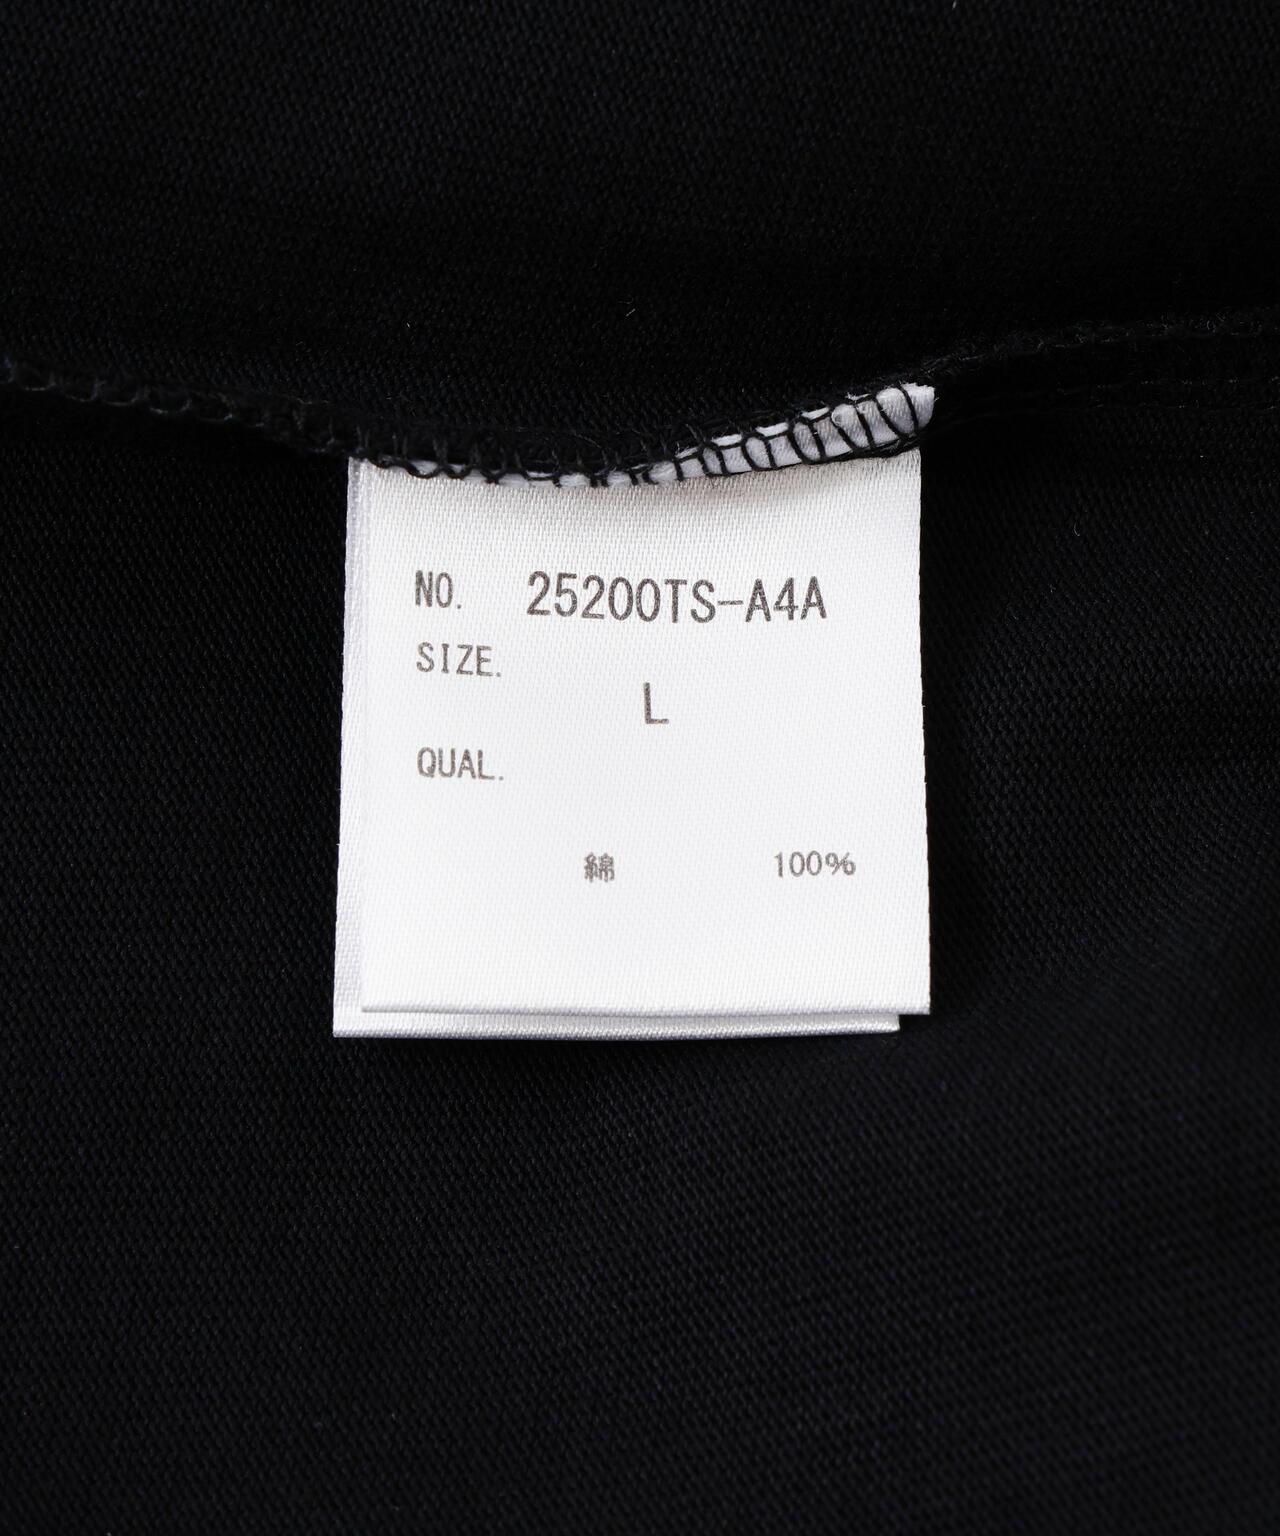 NO. 25200TS-A4A
SIZE.
L
QUAL.
綿 100%